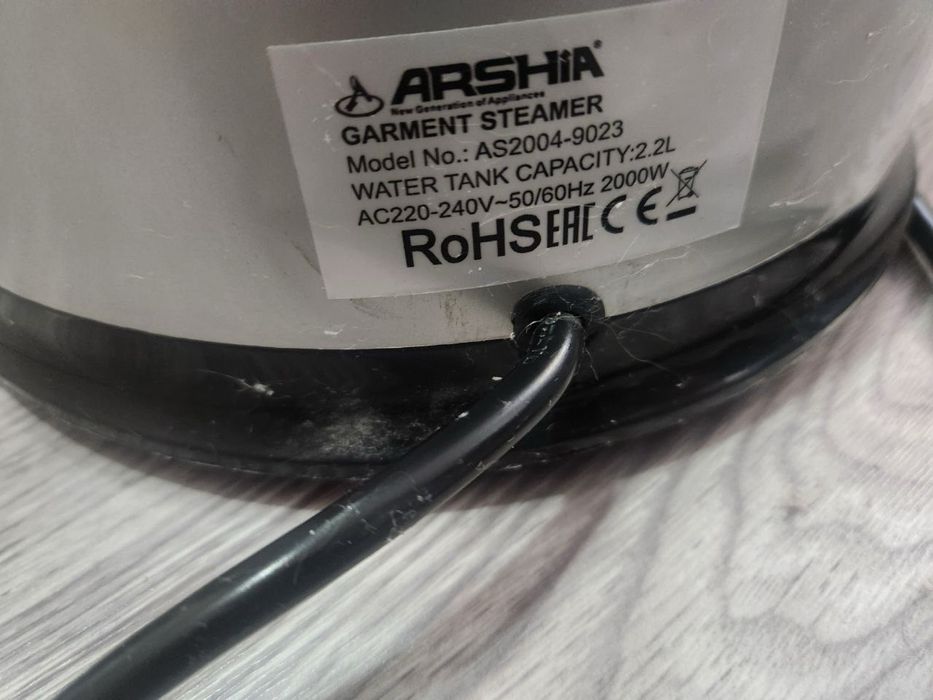 ARSHiA®
New Generation of Appliances
GARMENT STEAMER
Model No.: AS2004-9023
WATER TANK CAPACITY:2.2L
AC220-240V~50/60Hz 2000W
RoHS EAC CE